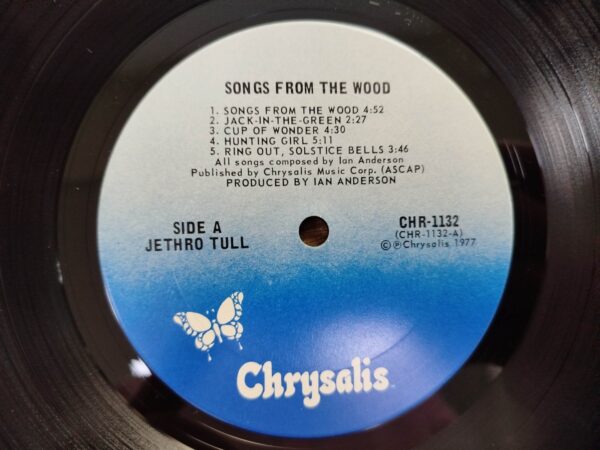 SONGS FROM THE WOOD
1. SONGS FROM THE WOOD 4:52
2. JACK-IN-THE-GREEN 2:27
3. CUP OF WONDER 4:30
4. HUNTING GIRL 5:11
5. RING OUT, SOLSTICE BELLS 3:46
All songs composed by Ian Anderson
Published by Chrysalis Music Corp. (ASCAP)
PRODUCED BY IAN ANDERSON
SIDE A
JETHRO TULL
CHR-1132
(CHR-1132-A)
©℗Chrysalis 1977
Chrysalis™